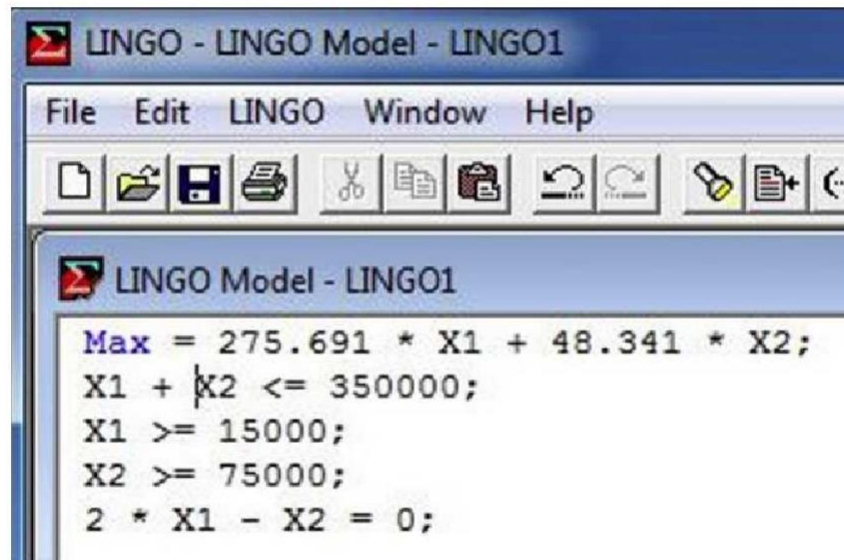 LINGO - LINGO Model - LINGO1
File Edit LINGO Window Help
LINGO Model - LINGO1
Max = 275.691 * X1 + 48.341 * X2;
X1 + X2 <= 350000;
X1 >= 15000;
X2 >= 75000;
2 * X1 - X2 = 0;